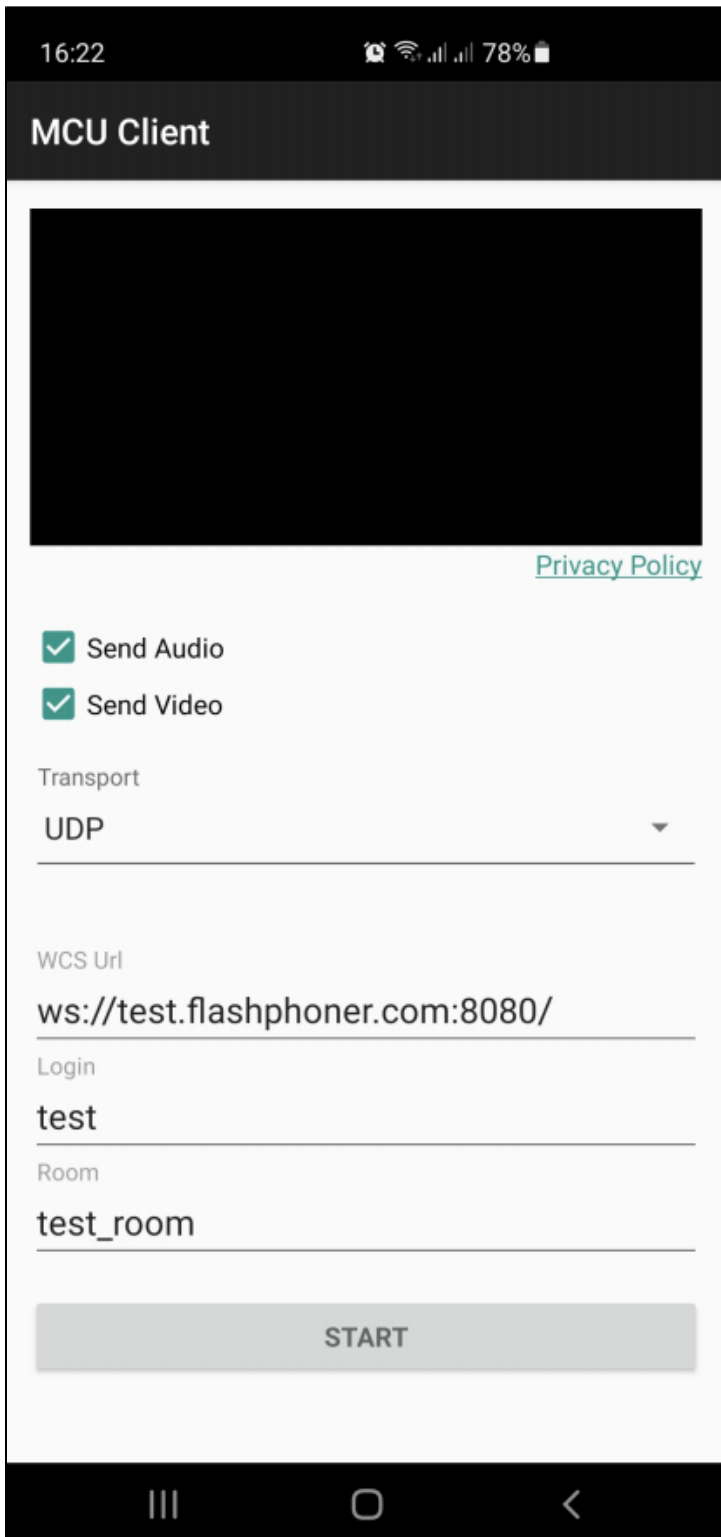 16:22 78%
MCU Client
Privacy Policy
Send Audio
Send Video
Transport
UDP
WCS Url
ws://test.flashphoner.com:8080/
Login
test
Room
test_room
START